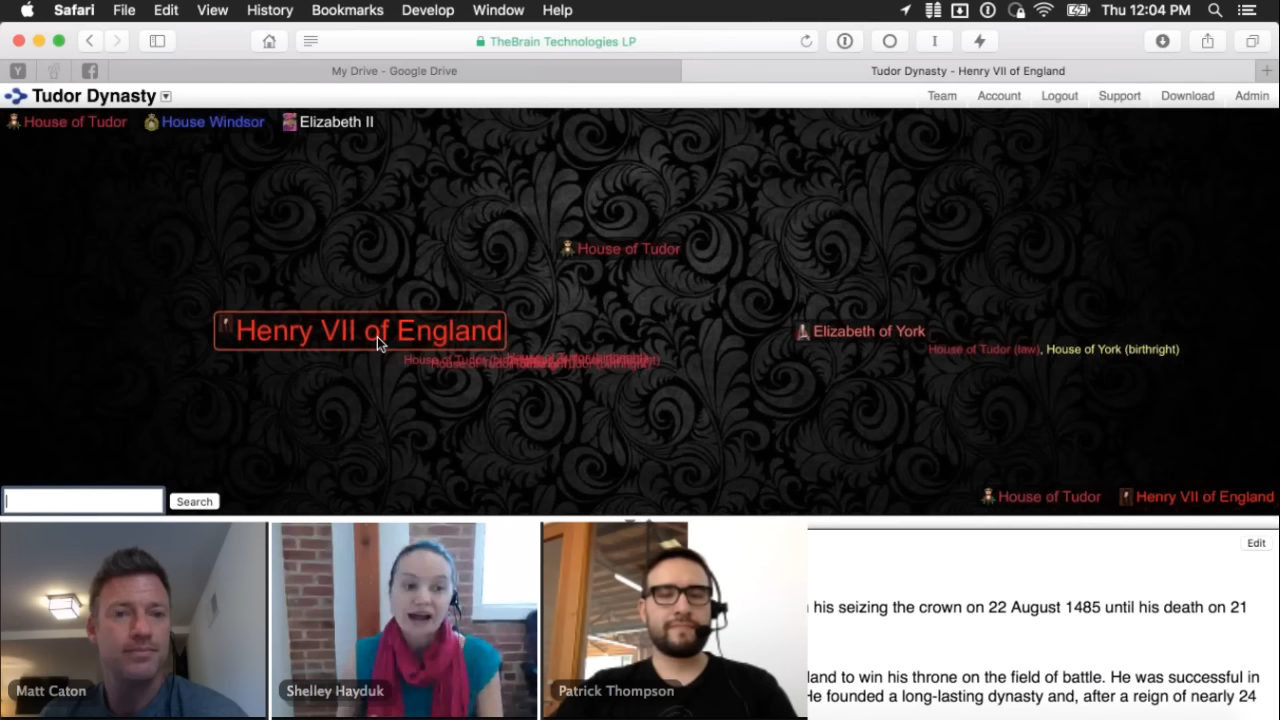 Safari File Edit View History Bookmarks Develop Window Help Thu 12:04 PM
TheBrain Technologies LP
My Drive - Google Drive
Tudor Dynasty - Henry VII of England
Tudor Dynasty
Team Account Logout Support Download Admin
House of Tudor House Windsor Elizabeth II
House of Tudor
Henry VII of England
Elizabeth of York
House of Tudor (law), House of York (birthright)
Search
House of Tudor Henry VII of England
Edit
his seizing the crown on 22 August 1485 until his death on 21
land to win his throne on the field of battle. He was successful in
He founded a long-lasting dynasty and, after a reign of nearly 24
Matt Caton
Shelley Hayduk
Patrick Thompson